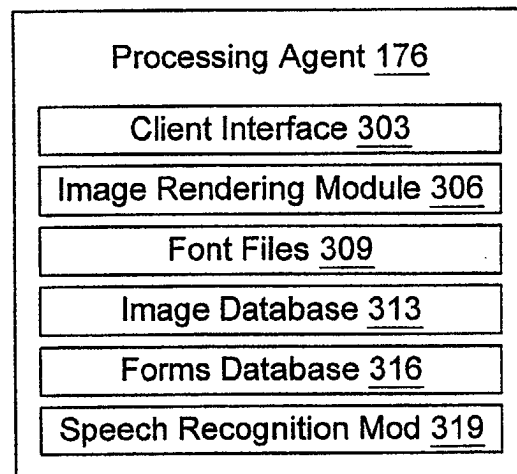 Processing Agent 176
Client Interface 303
Image Rendering Module 306
Font Files 309
Image Database 313
Forms Database 316
Speech Recognition Mod 319